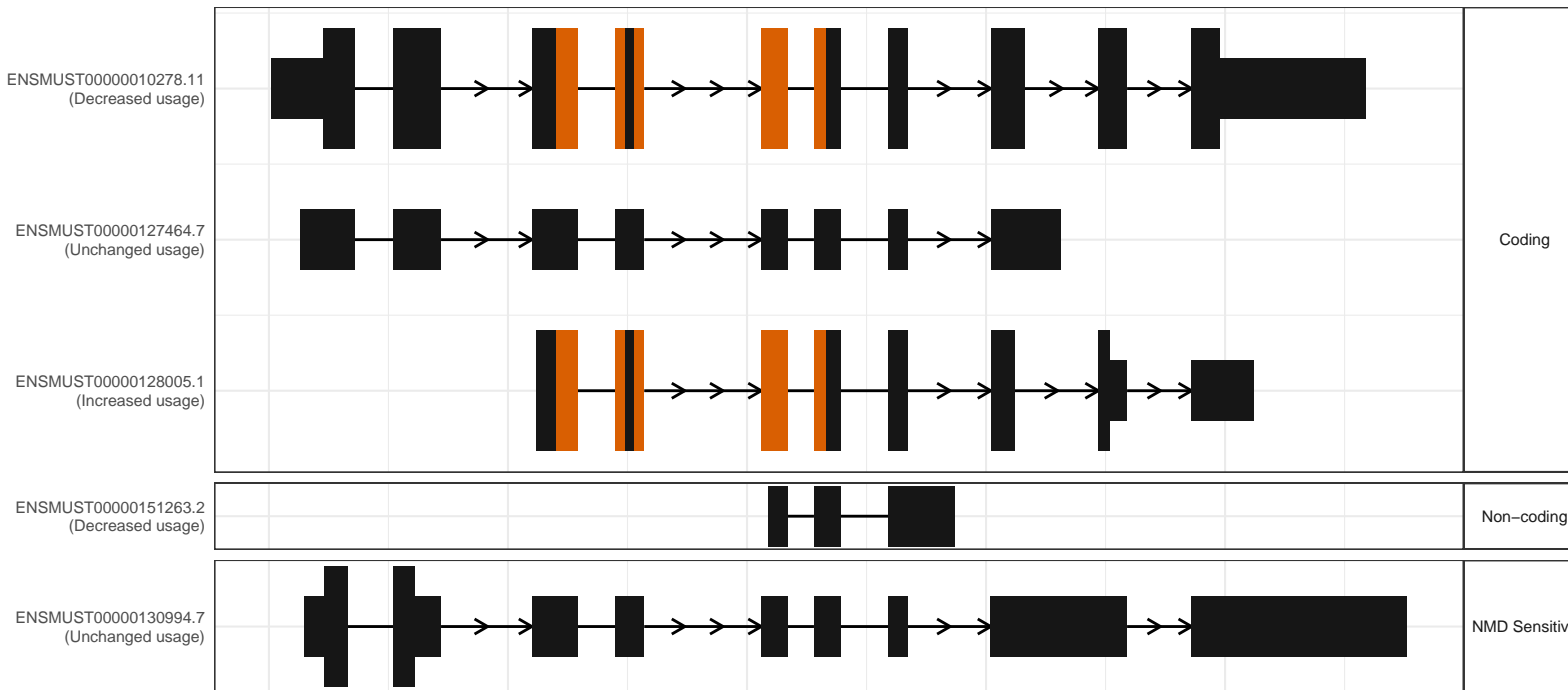 ENSMUST00000010278.11
(Decreased usage)
ENSMUST00000127464.7
(Unchanged usage)
Coding
ENSMUST00000128005.1
(Increased usage)
ENSMUST00000151263.2
(Decreased usage)
Non−coding
ENSMUST00000130994.7
(Unchanged usage)
NMD Sensitiv